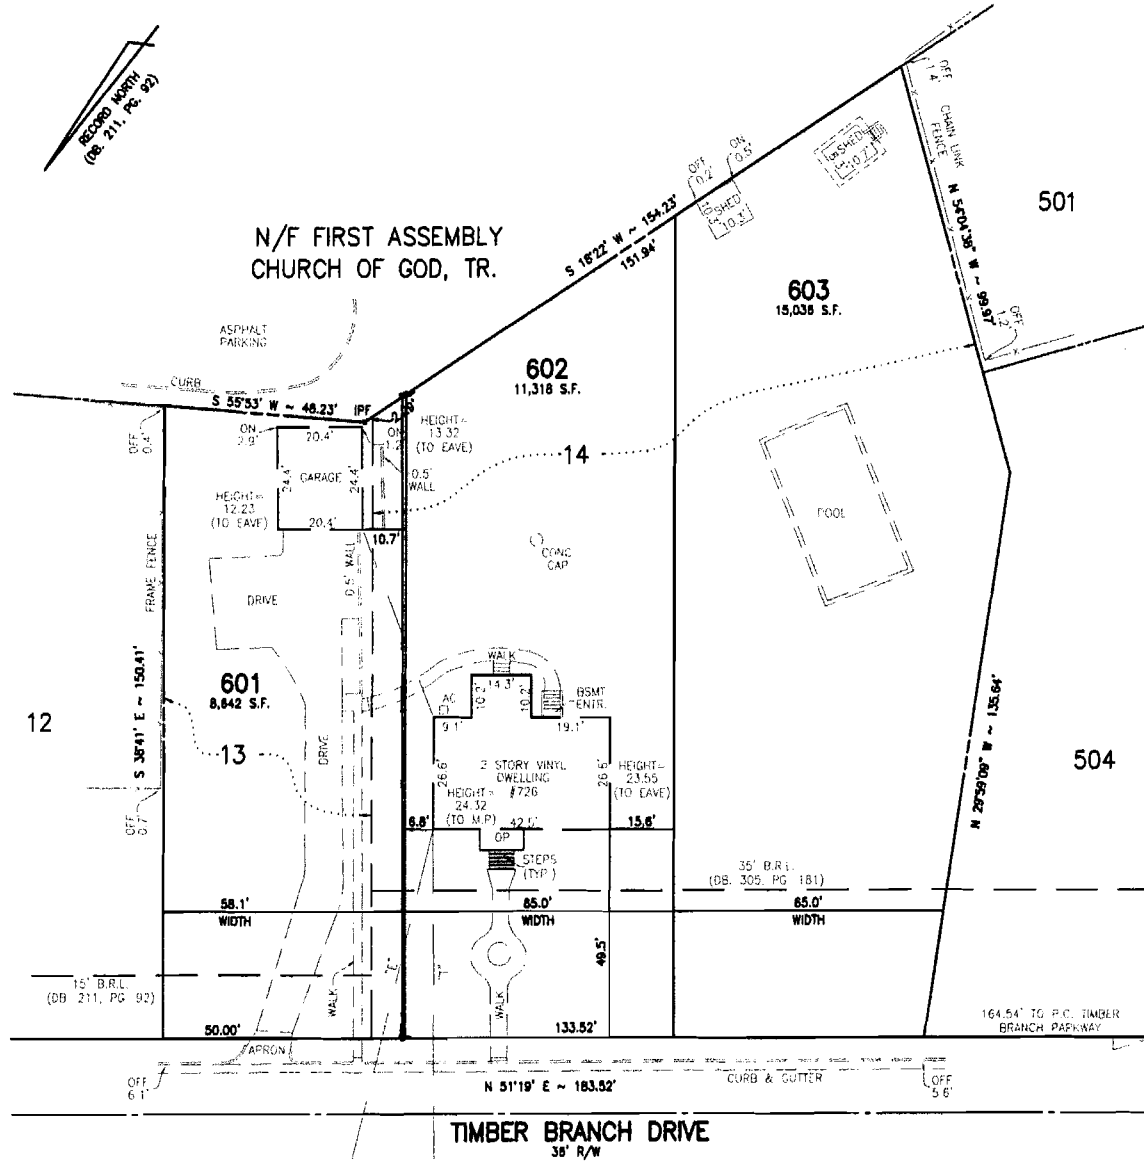 RECORD NORTH
(DB. 211, PG. 92)
N/F FIRST ASSEMBLY
CHURCH OF GOD, TR.
ASPHALT
PARKING
CURB
S 55°53' W ~ 48.23'
IPF
S 18°22' W ~ 154.23'
151.94'
OFF
0.2'
ON
0.5'
SHED
10.3'
10.3'
SHED
10.2'
OFF
1.4'
CHAIN LINK
FENCE
N 54°04'38" W ~ 99.97'
OFF
1.2'
501
603
15,036 S.F.
602
11,318 S.F.
14
POOL
CONC
CAP
HEIGHT=
13.32
(TO EAVE)
ON
1.2'
0.5'
WALL
ON
2.9'
20.4'
24.4'
GARAGE
24.4'
20.4'
HEIGHT=
12.23
(TO EAVE)
10.7'
OFF
0.4'
FRAME FENCE
0.5' WALL
DRIVE
601
8,842 S.F.
12
S 38°41' E ~ 150.41'
13
DRIVE
OFF
0.7'
WALK
14.3'
10.2'
10.2'
AC
9.1'
BSMT
ENTR.
19.1'
26.6'
2 STORY VINYL
DWELLING
#726
26.6'
HEIGHT=
23.55
(TO EAVE)
HEIGHT=
24.32
(TO M.P)
6.8'
42.5'
15.6'
OP
STEPS
(TYP.)
504
N 29°59'09" W ~ 135.64'
35' B.R.L.
(DB. 305, PG 181)
58.1'
WIDTH
65.0'
WIDTH
65.0'
WIDTH
49.5'
15' B.R.L.
(DB 211, PG 92)
WALK
"E"
"T"
WALK
164.54' TO P.C. TIMBER
BRANCH PARKWAY
50.00'
133.52'
APRON
OFF
6.1'
N 51°19' E ~ 183.52'
CURB & GUTTER
OFF
5.6'
TIMBER BRANCH DRIVE
38' R/W